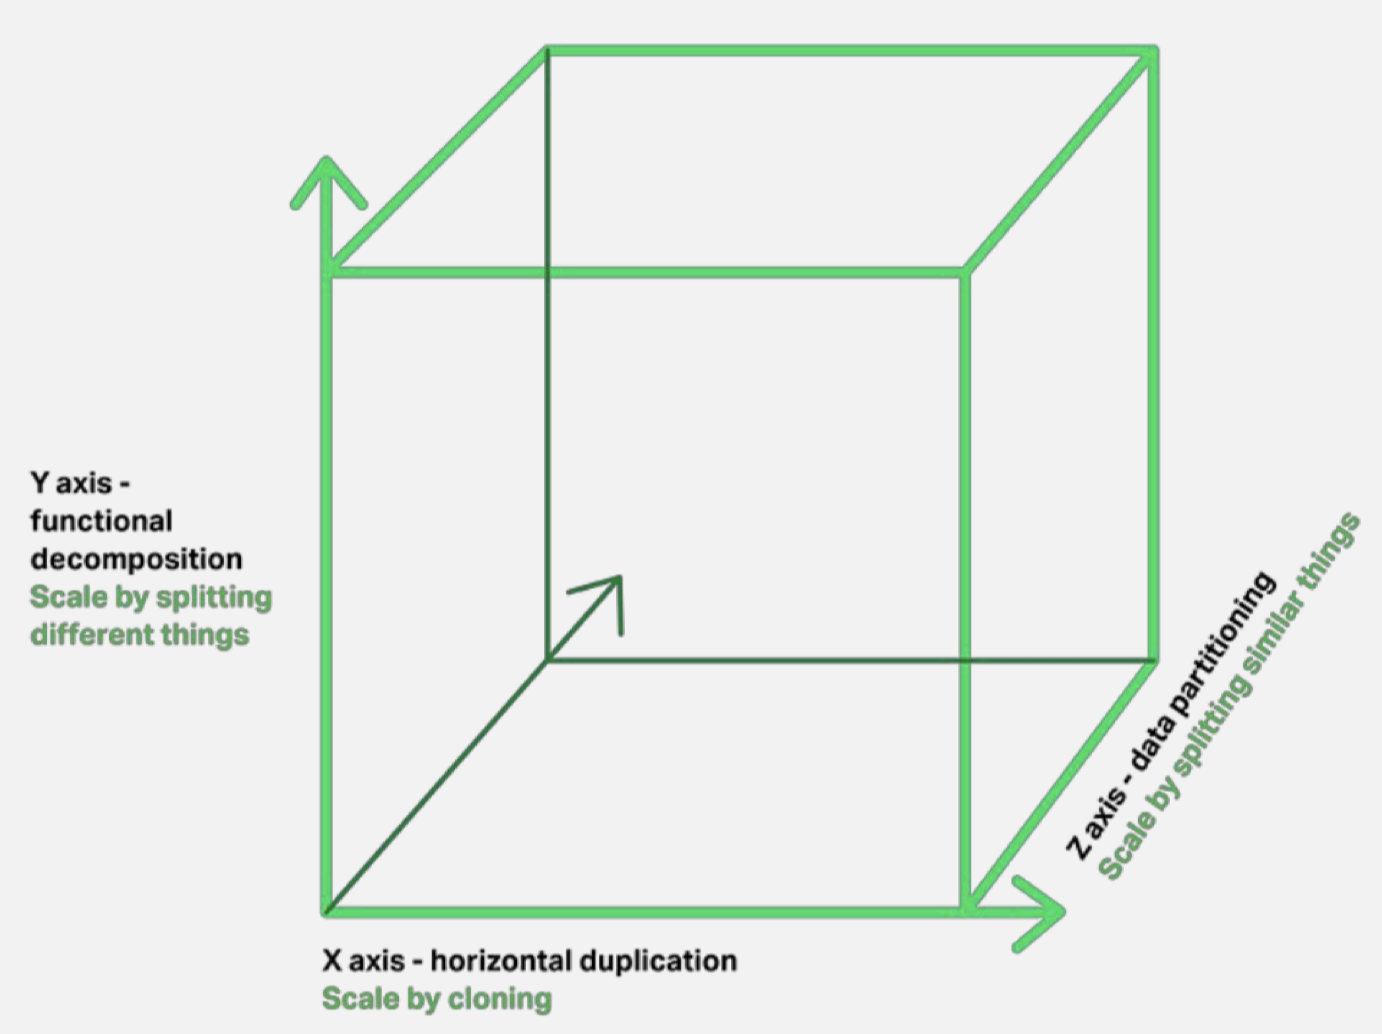 Y axis -
functional
decomposition
Scale by splitting
different things
Z axis - data partitioning
Scale by splitting similar things
X axis - horizontal duplication
Scale by cloning